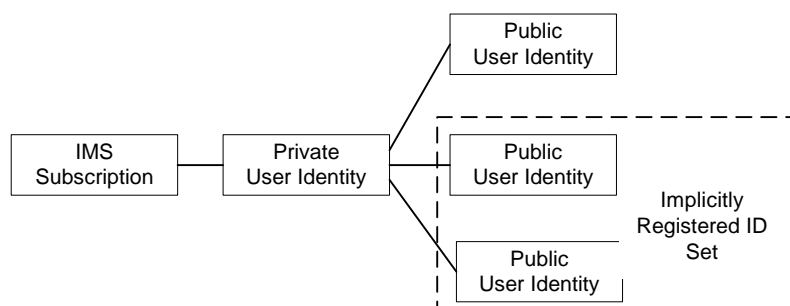 Public
User Identity
IMS
Subscription
Private
User Identity
Public
User Identity
Implicitly
Registered ID
Set
Public
User Identity